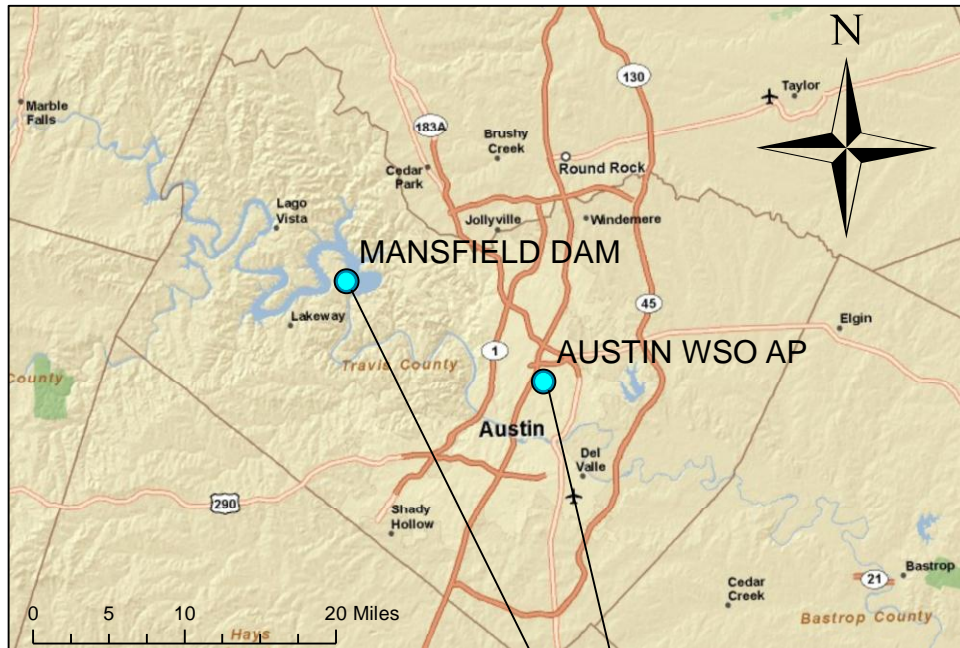 N
130
Taylor
Marble
Falls
183A
Brushy
Creek
Cedar
Park
Round Rock
Lago
Vista
Jollyville
Windemere
MANSFIELD DAM
45
Lakeway
Elgin
1
AUSTIN WSO AP
Travis County
County
Austin
Del
Valle
290
Shady
Hollow
Bastrop
21
Cedar
Creek
Bastrop County
0 5 10 20 Miles
Hays